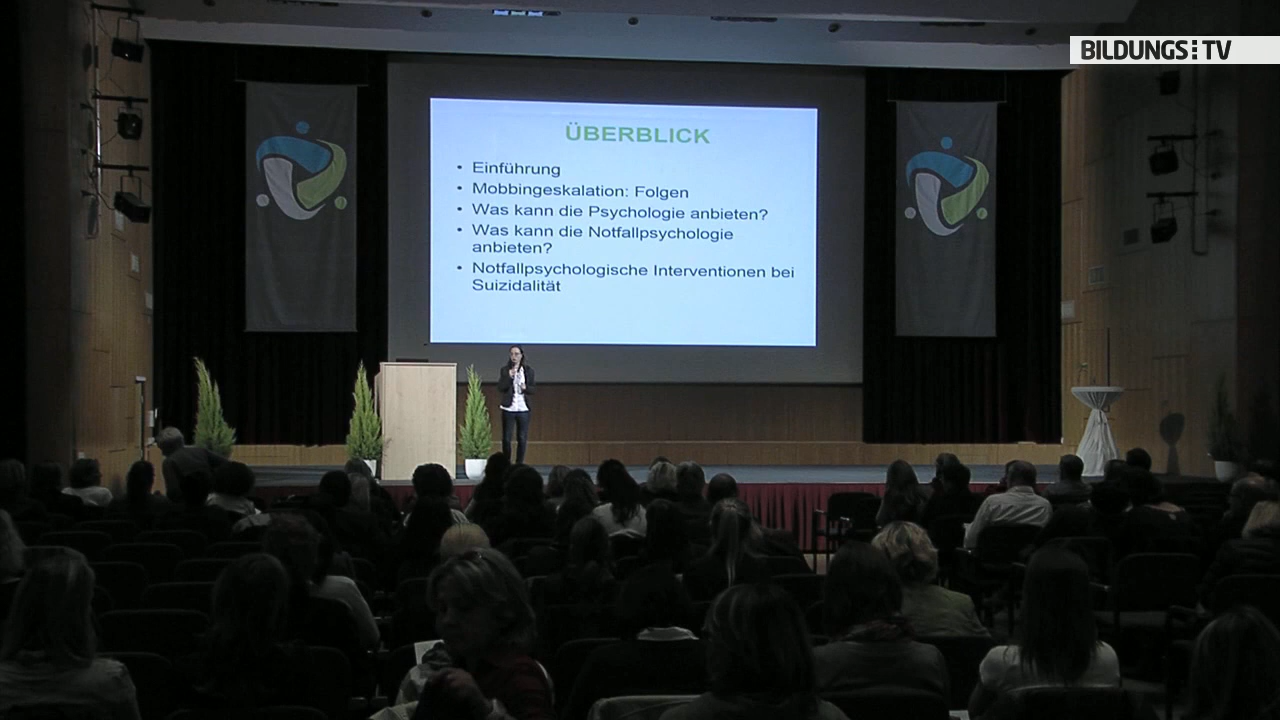 BILDUNGS TV
ÜBERBLICK
• Einführung
• Mobbingeskalation: Folgen
• Was kann die Psychologie anbieten?
• Was kann die Notfallpsychologie
anbieten?
• Notfallpsychologische Interventionen bei
Suizidalität